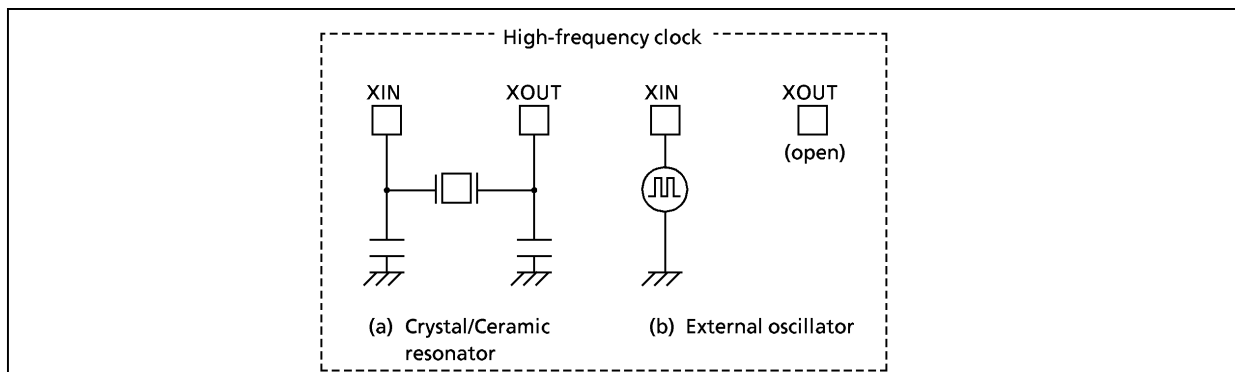 High-frequency clock
XIN
XOUT
XIN
XOUT
(open)
(a) Crystal/Ceramic
resonator
(b) External oscillator